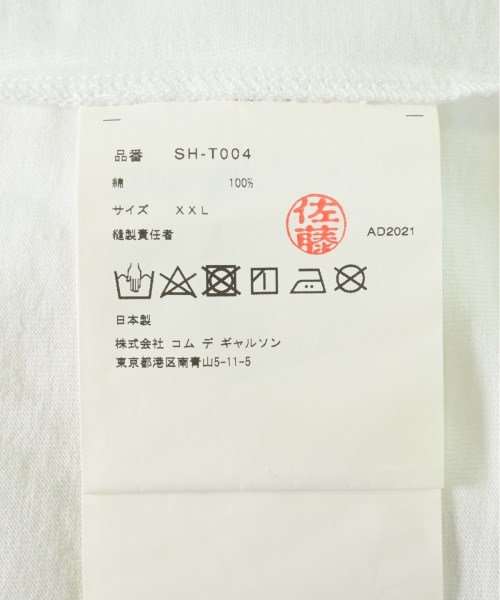 品番 SH-T004
綿 100%
サイズ XXL
縫製責任者 佐藤 AD2021
日本製
株式会社 コム デ ギャルソン
東京都港区南青山5-11-5